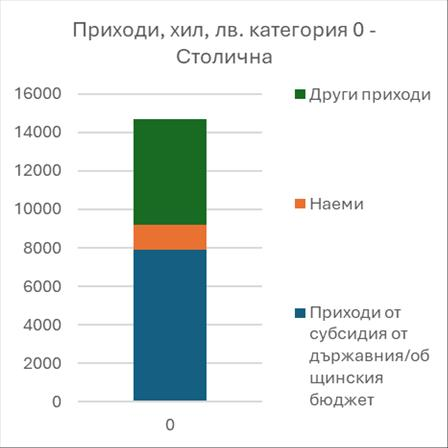 Приходи, хил, лв. категория 0 -
Столична
16000
14000
12000
10000
8000
6000
4000
2000
0
0
Други приходи
Наеми
Приходи от
субсидия от
държавния/об
щинския
бюджет